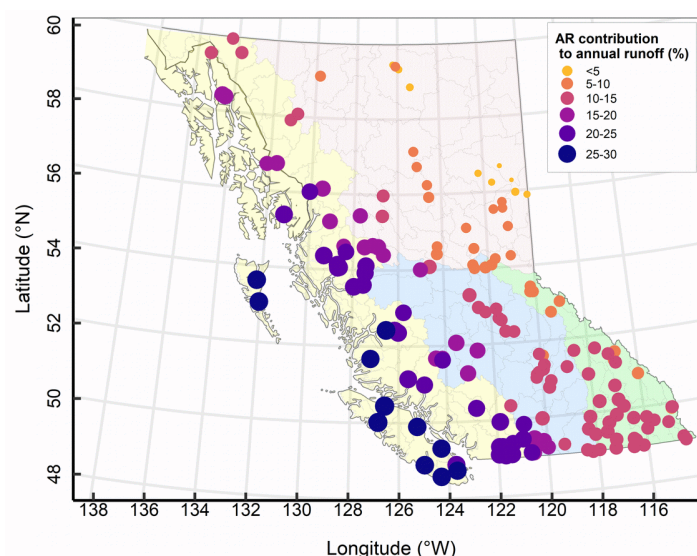 60
58
56
54
52
50
48
Latitude (°N)
AR contribution
to annual runoff (%)
<5
5-10
10-15
15-20
20-25
25-30
138 136 134 132 130 128 126 124 122 120 118 116 114
Longitude (°W)